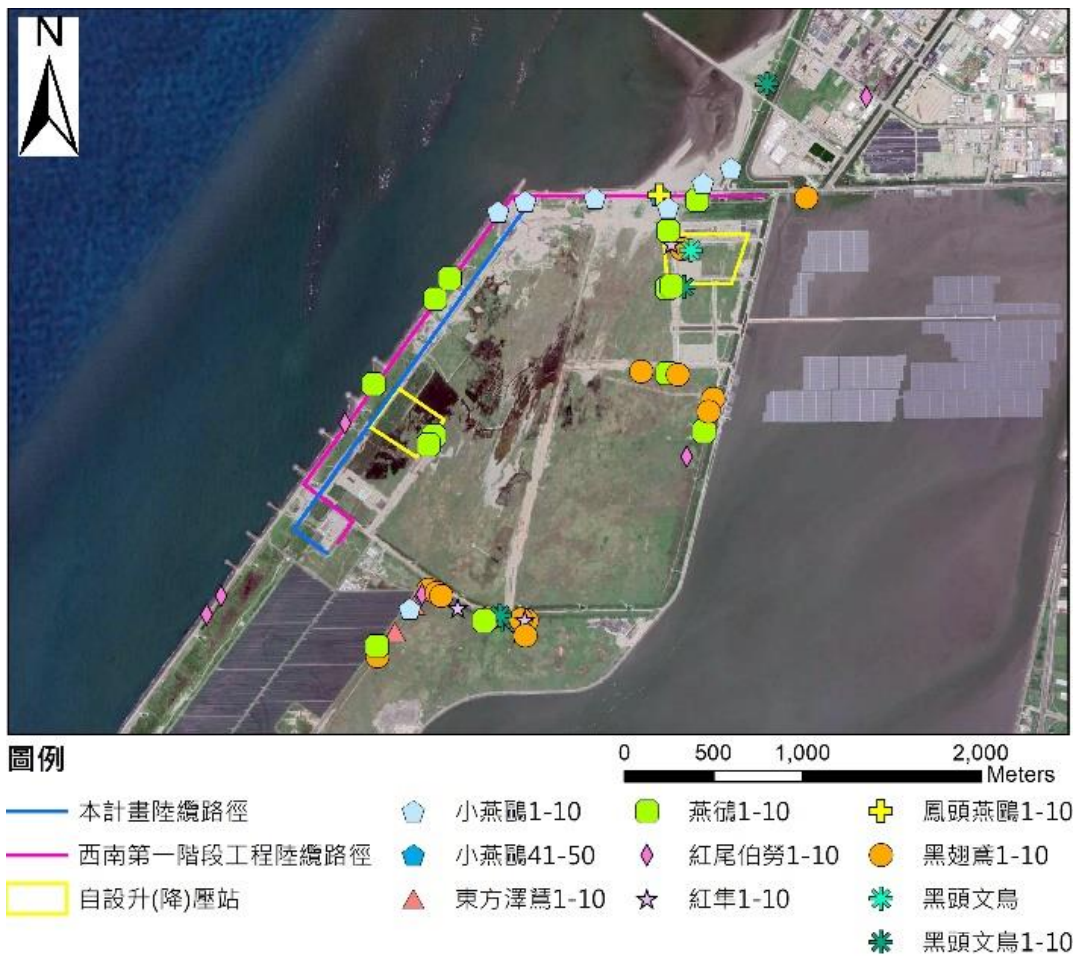 N
圖例
0 500 1,000 2,000
Meters
本計畫陸纜路徑
西南第一階段工程陸纜路徑
自設升(降)壓站
小燕鷗1-10
小燕鷗41-50
東方澤鵟1-10
燕鴴1-10
紅尾伯勞1-10
紅隼1-10
鳳頭燕鷗1-10
黑翅鳶1-10
黑頭文鳥
黑頭文鳥1-10